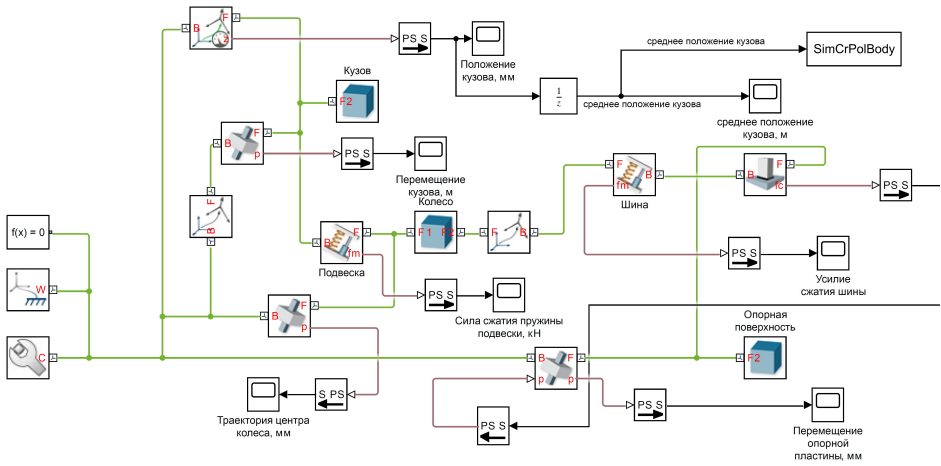 B
F
z
PS S
Положение
кузова, мм
среднее положение кузова
SimCrPolBody
Кузов
F2
1
z
среднее положение кузова
среднее положение
кузова, м
B
F
p
PS S
Перемещение
кузова, м
F
B
Колесо
F1
F2
F
B
F
fm
B
Шина
B
F
fc
PS S
B
F
fm
Подвеска
f(x) = 0
PS S
Усилие
сжатия шины
W
PS S
Сила сжатия пружины
подвески, кН
B
F
p
Опорная
поверхность
F2
C
B
F
p
p
S PS
Траектория центра
колеса, мм
PS S
PS S
Перемещение
опорной
пластины, мм